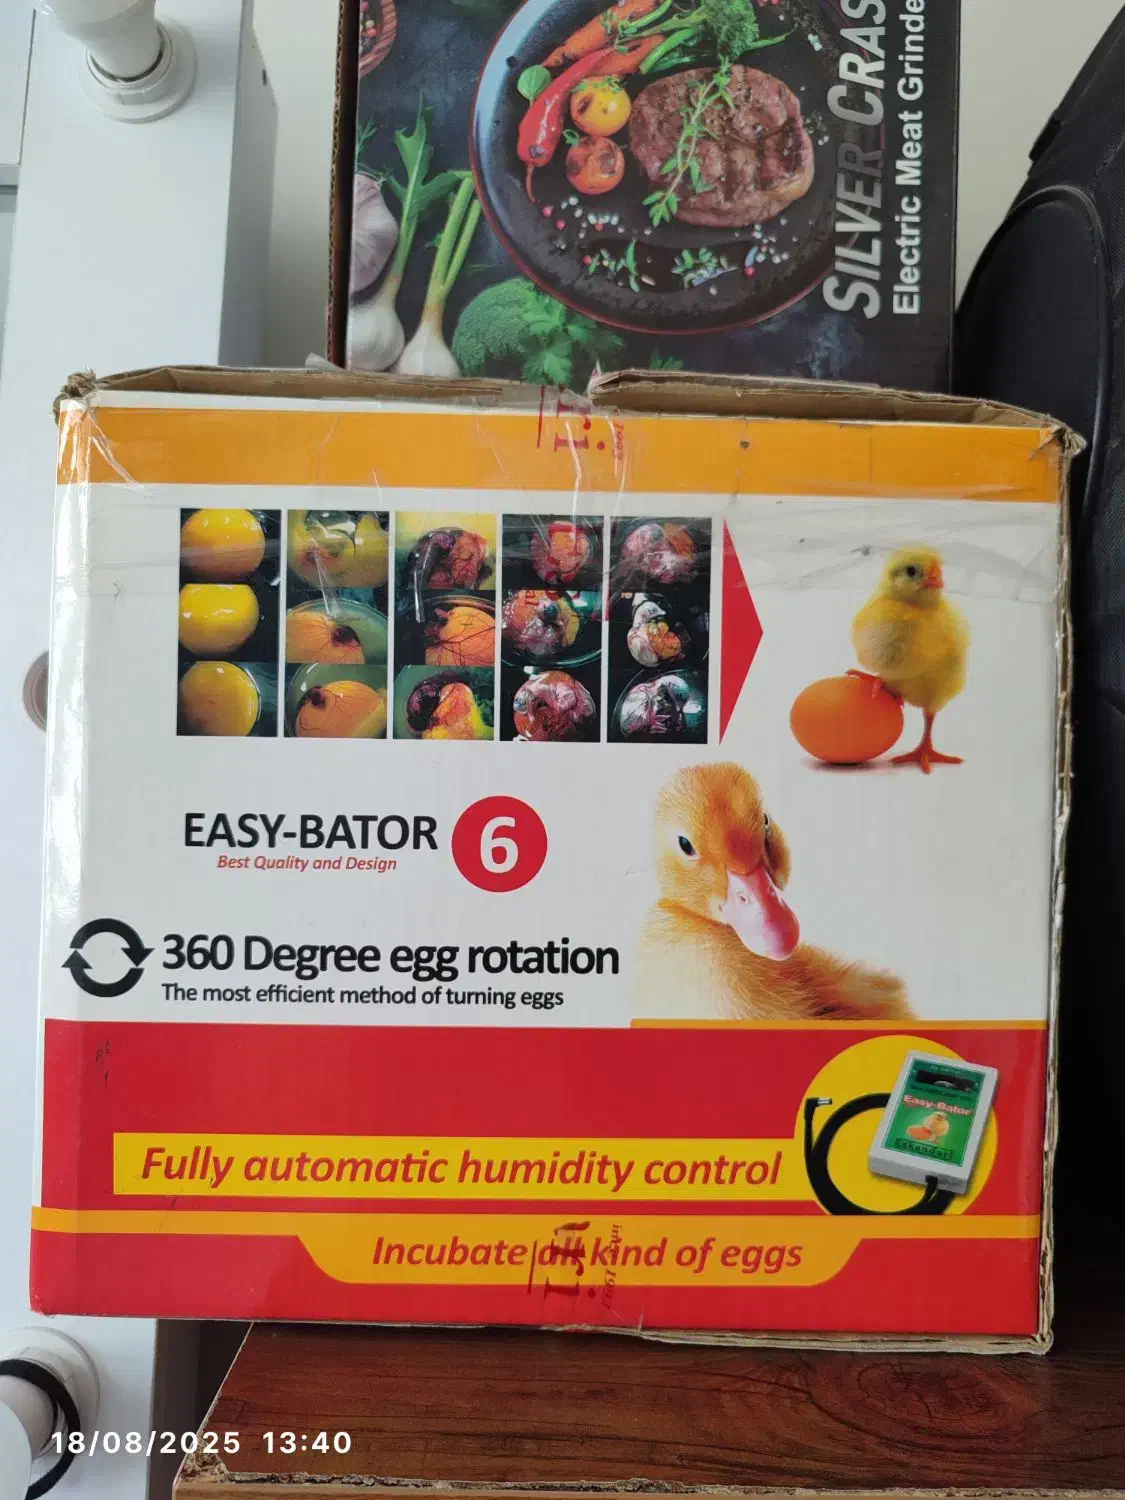 SILVER CRAS
Electric Meat Grinde
EASY-BATOR 6
Best Quality and Design
360 Degree egg rotation
The most efficient method of turning eggs
Easy-Bator
Eskandari
Fully automatic humidity control
Incubate all kind of eggs
18/08/2025 13:40